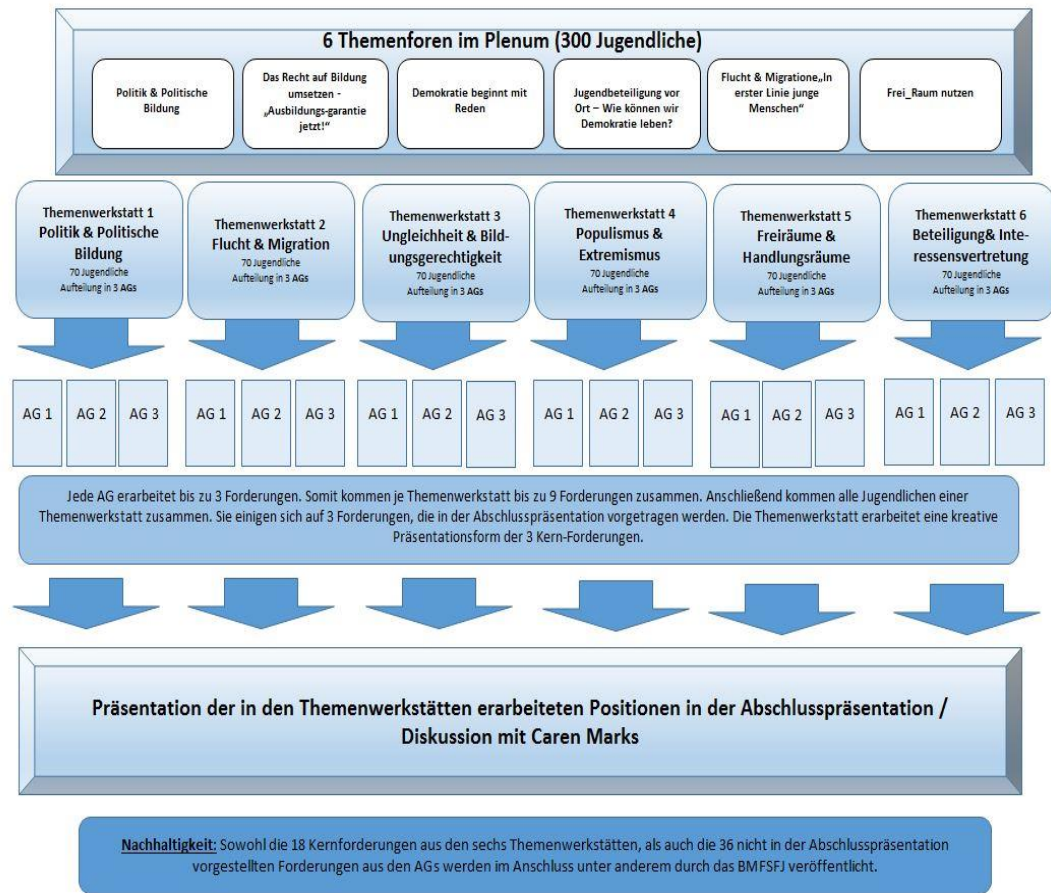 6 Themenforen im Plenum (300 Jugendliche)
Politik & Politische
Bildung
Das Recht auf Bildung
umsetzen -
„Ausbildungs-garantie
jetzt!“
Demokratie beginnt mit
Reden
Jugendbeteiligung vor
Ort – Wie können wir
Demokratie leben?
Flucht & Migratione„In
erster Linie junge
Menschen“
Frei_Raum nutzen
Themenwerkstatt 1
Politik & Politische
Bildung
70 Jugendliche
Aufteilung in 3 AGs
Themenwerkstatt 2
Flucht & Migration
70 Jugendliche
Aufteilung in 3 AGs
Themenwerkstatt 3
Ungleichheit & Bild-
ungsgerechtigkeit
70 Jugendliche
Aufteilung in 3 AGs
Themenwerkstatt 4
Populismus &
Extremismus
70 Jugendliche
Aufteilung in 3 AGs
Themenwerkstatt 5
Freiräume &
Handlungsräume
70 Jugendliche
Aufteilung in 3 AGs
Themenwerkstatt 6
Beteiligung& Inte-
ressensvertretung
70 Jugendliche
Aufteilung in 3 AGs
AG 1 AG 2 AG 3
AG 1 AG 2 AG 3
AG 1 AG 2 AG 3
AG 1 AG 2 AG 3
AG 1 AG 2 AG 3
AG 1 AG 2 AG 3
Jede AG erarbeitet bis zu 3 Forderungen. Somit kommen je Themenwerkstatt bis zu 9 Forderungen zusammen. Anschließend kommen alle Jugendlichen einer
Themenwerkstatt zusammen. Sie einigen sich auf 3 Forderungen, die in der Abschlusspräsentation vorgetragen werden. Die Themenwerkstatt erarbeitet eine kreative
Präsentationsform der 3 Kern-Forderungen.
Präsentation der in den Themenwerkstätten erarbeiteten Positionen in der Abschlusspräsentation /
Diskussion mit Caren Marks
Nachhaltigkeit: Sowohl die 18 Kernforderungen aus den sechs Themenwerkstätten, als auch die 36 nicht in der Abschlusspräsentation
vorgestellten Forderungen aus den AGs werden im Anschluss unter anderem durch das BMFSFJ veröffentlicht.